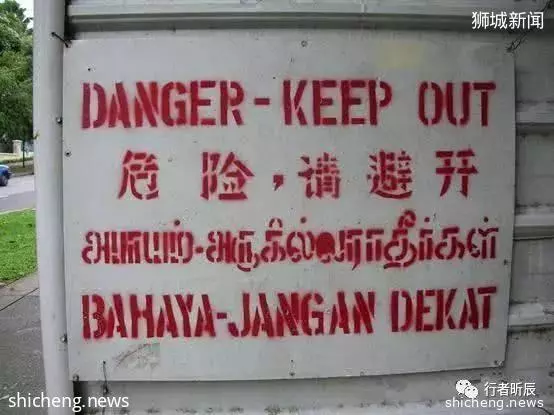 狮城新闻
DANGER-KEEP OUT
危险,请避开
அபாயம்-அருகில்வராதீர்கள்
BAHAYA-JANGAN DEKAT
行者昕辰
shicheng.news
shicheng.news